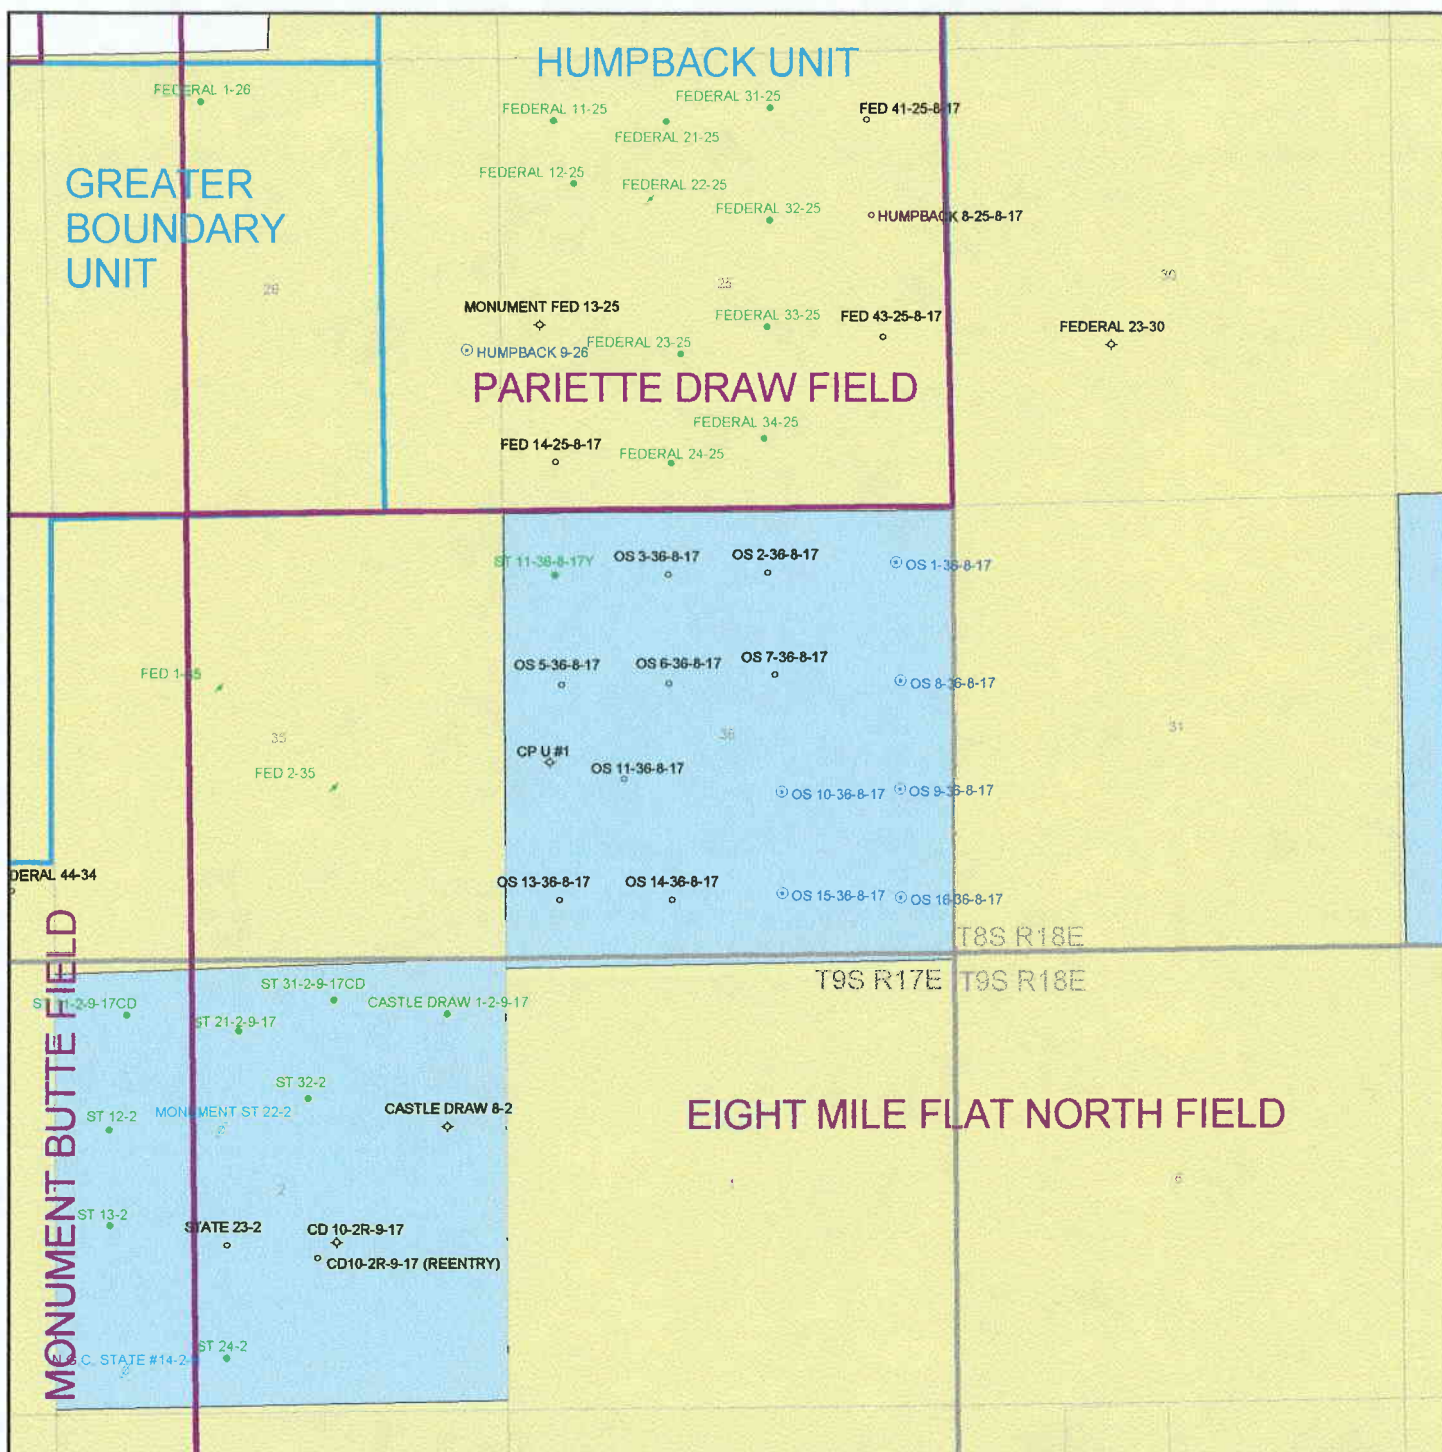 HUMPBACK UNIT
FEDERAL 1-26
FEDERAL 11-25
FEDERAL 31-25
FED 41-25-8-17
FEDERAL 21-25
GREATER
BOUNDARY
UNIT
FEDERAL 12-25
FEDERAL 22-25
FEDERAL 32-25
HUMPBACK 8-25-8-17
26
25
30
MONUMENT FED 13-25
FEDERAL 33-25
FED 43-25-8-17
FEDERAL 23-30
HUMPBACK 9-26
FEDERAL 23-25
PARIETTE DRAW FIELD
FEDERAL 34-25
FED 14-25-8-17
FEDERAL 24-25
ST 11-36-8-17Y
OS 3-36-8-17
OS 2-36-8-17
OS 1-36-8-17
FED 1-35
OS 5-36-8-17
OS 6-36-8-17
OS 7-36-8-17
OS 8-36-8-17
35
36
31
FED 2-35
CP U #1
OS 11-36-8-17
OS 10-36-8-17
OS 9-36-8-17
DERAL 44-34
OS 13-36-8-17
OS 14-36-8-17
OS 15-36-8-17
OS 16-36-8-17
T8S R18E
T9S R17E
T9S R18E
MONUMENT BUTTE FIELD
ST 11-2-9-17CD
ST 31-2-9-17CD
CASTLE DRAW 1-2-9-17
ST 21-2-9-17
ST 32-2
ST 12-2
MONUMENT ST 22-2
CASTLE DRAW 8-2
EIGHT MILE FLAT NORTH FIELD
2
1
6
ST 13-2
STATE 23-2
CD 10-2R-9-17
CD10-2R-9-17 (REENTRY)
ST 24-2
N.G.C. STATE #14-2-